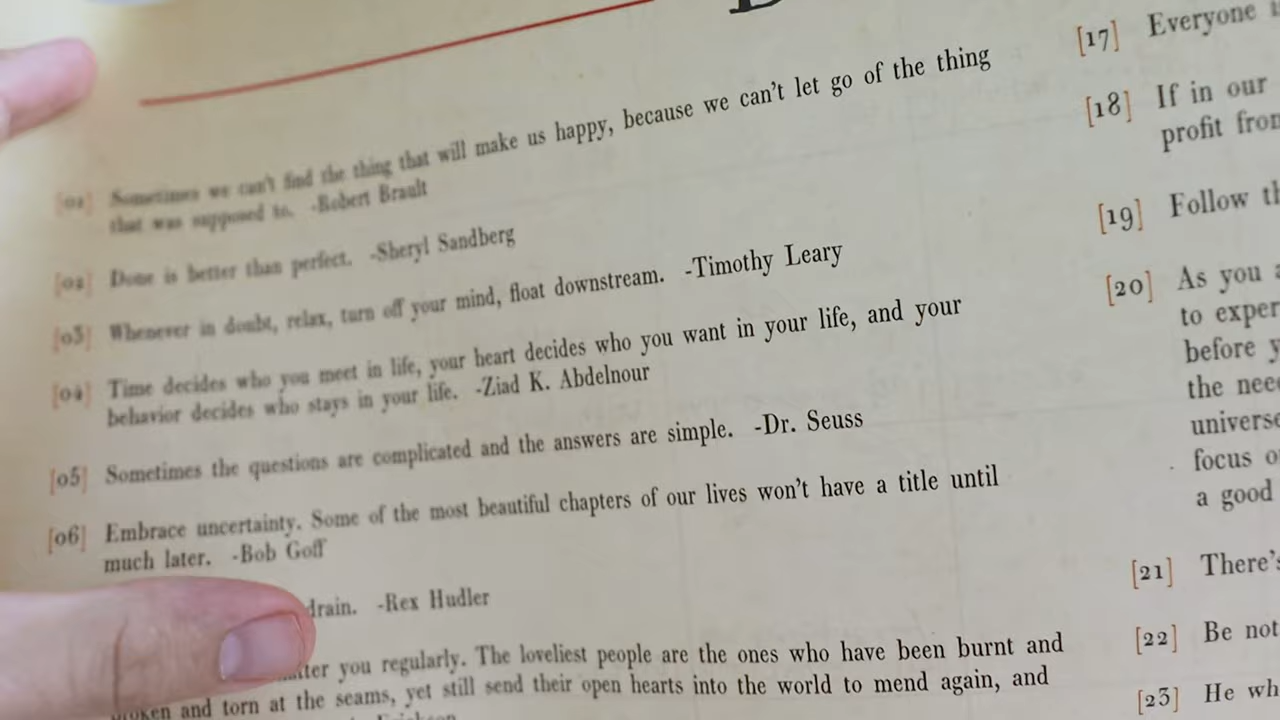 [01] Sometimes we can't find the thing that will make us happy, because we can't let go of the thing
that was supposed to. -Robert Brault
[02] Done is better than perfect. -Sheryl Sandberg
[03] Whenever in doubt, relax, turn off your mind, float downstream. -Timothy Leary
[04] Time decides who you meet in life, your heart decides who you want in your life, and your
behavior decides who stays in your life. -Ziad K. Abdelnour
[05] Sometimes the questions are complicated and the answers are simple. -Dr. Seuss
[06] Embrace uncertainty. Some of the most beautiful chapters of our lives won't have a title until
much later. -Bob Goff
drain. -Rex Hudler
you regularly. The loveliest people are the ones who have been burnt and
and torn at the seams, yet still send their open hearts into the world to mend again, and
[17] Everyone
[18] If in our
profit from
[19] Follow
[20] As you
to
before
the
focus
a good
[21] There's
[22] Be not
[23] He